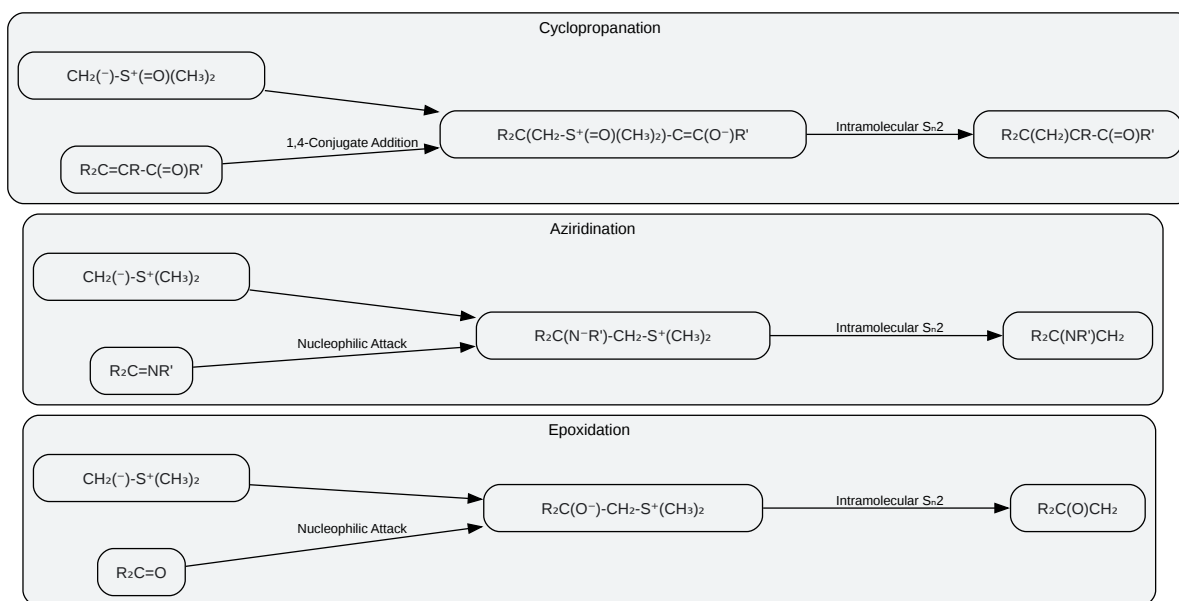 Cyclopropanation
CH₂(⁻)-S⁺(=O)(CH₃)₂
R₂C=CR-C(=O)R'
1,4-Conjugate Addition
R₂C(CH₂-S⁺(=O)(CH₃)₂)-C=C(O⁻)R'
Intramolecular Sₙ2
R₂C(CH₂)CR-C(=O)R'
Aziridination
CH₂(⁻)-S⁺(CH₃)₂
R₂C=NR'
Nucleophilic Attack
R₂C(N⁻R')-CH₂-S⁺(CH₃)₂
Intramolecular Sₙ2
R₂C(NR')CH₂
Epoxidation
CH₂(⁻)-S⁺(CH₃)₂
R₂C=O
Nucleophilic Attack
R₂C(O⁻)-CH₂-S⁺(CH₃)₂
Intramolecular Sₙ2
R₂C(O)CH₂